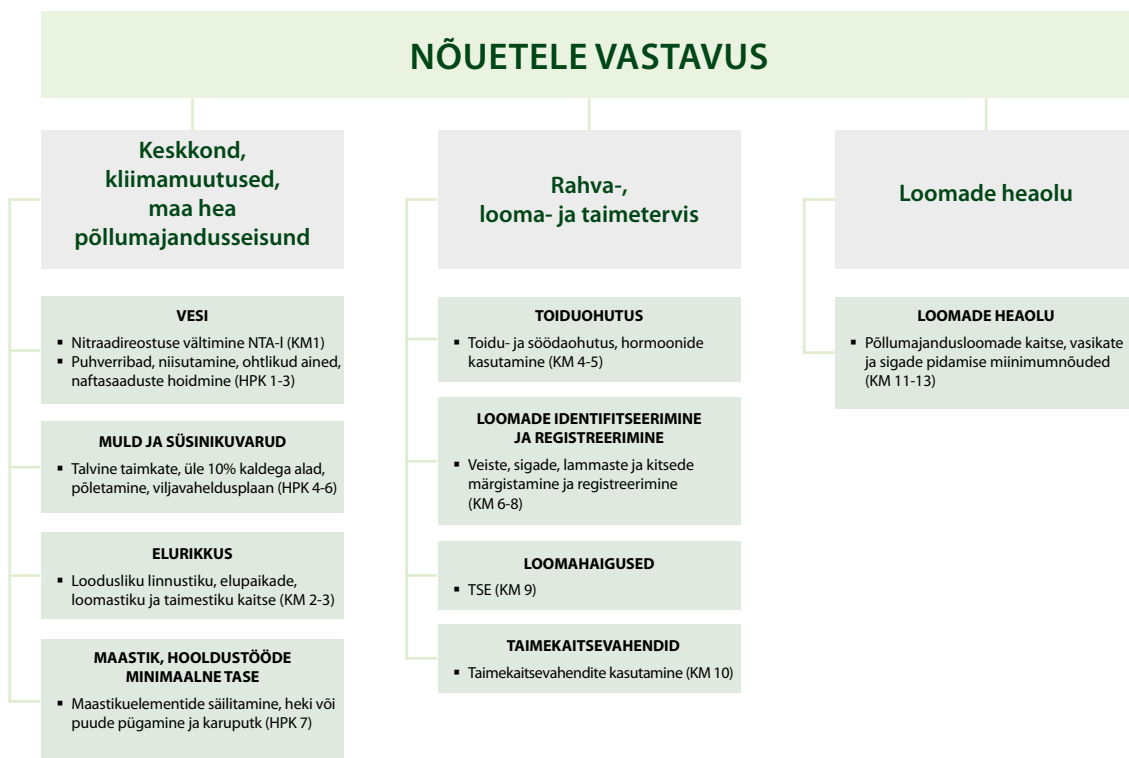 NÕUETELE VASTAVUS
Keskkond,
kliimamuutused,
maa hea
põllumajandusseisund
VESI
▪ Nitraadireostuse vältimine NTA-l (KM1)
▪ Puhverribad, niisutamine, ohtlikud ained,
naftasaaduste hoidmine (HPK 1-3)
MULD JA SÜSINIKUVARUD
▪ Talvine taimkate, üle 10% kaldega alad,
põletamine, viljavaheldusplaan (HPK 4-6)
ELURIKKUS
▪ Loodusliku linnustiku, elupaikade,
loomastiku ja taimestiku kaitse (KM 2-3)
MAASTIK, HOOLDUSTÖÖDE
MINIMAALNE TASE
▪ Maastikuelementide säilitamine, heki või
puude pügamine ja karuputk (HPK 7)
Rahva-,
looma- ja taimetervis
TOIDUOHUTUS
▪ Toidu- ja söödaohutus, hormoonide
kasutamine (KM 4-5)
LOOMADE IDENTIFITSEERIMINE
JA REGISTREERIMINE
▪ Veiste, sigade, lammaste ja kitsede
märgistamine ja registreerimine
(KM 6-8)
LOOMAHAIGUSED
▪ TSE (KM 9)
TAIMEKAITSEVAHENDID
▪ Taimekaitsevahendite kasutamine (KM 10)
Loomade heaolu
LOOMADE HEAOLU
▪ Põllumajandusloomade kaitse, vasikate
ja sigade pidamise miinimumnõuded
(KM 11-13)